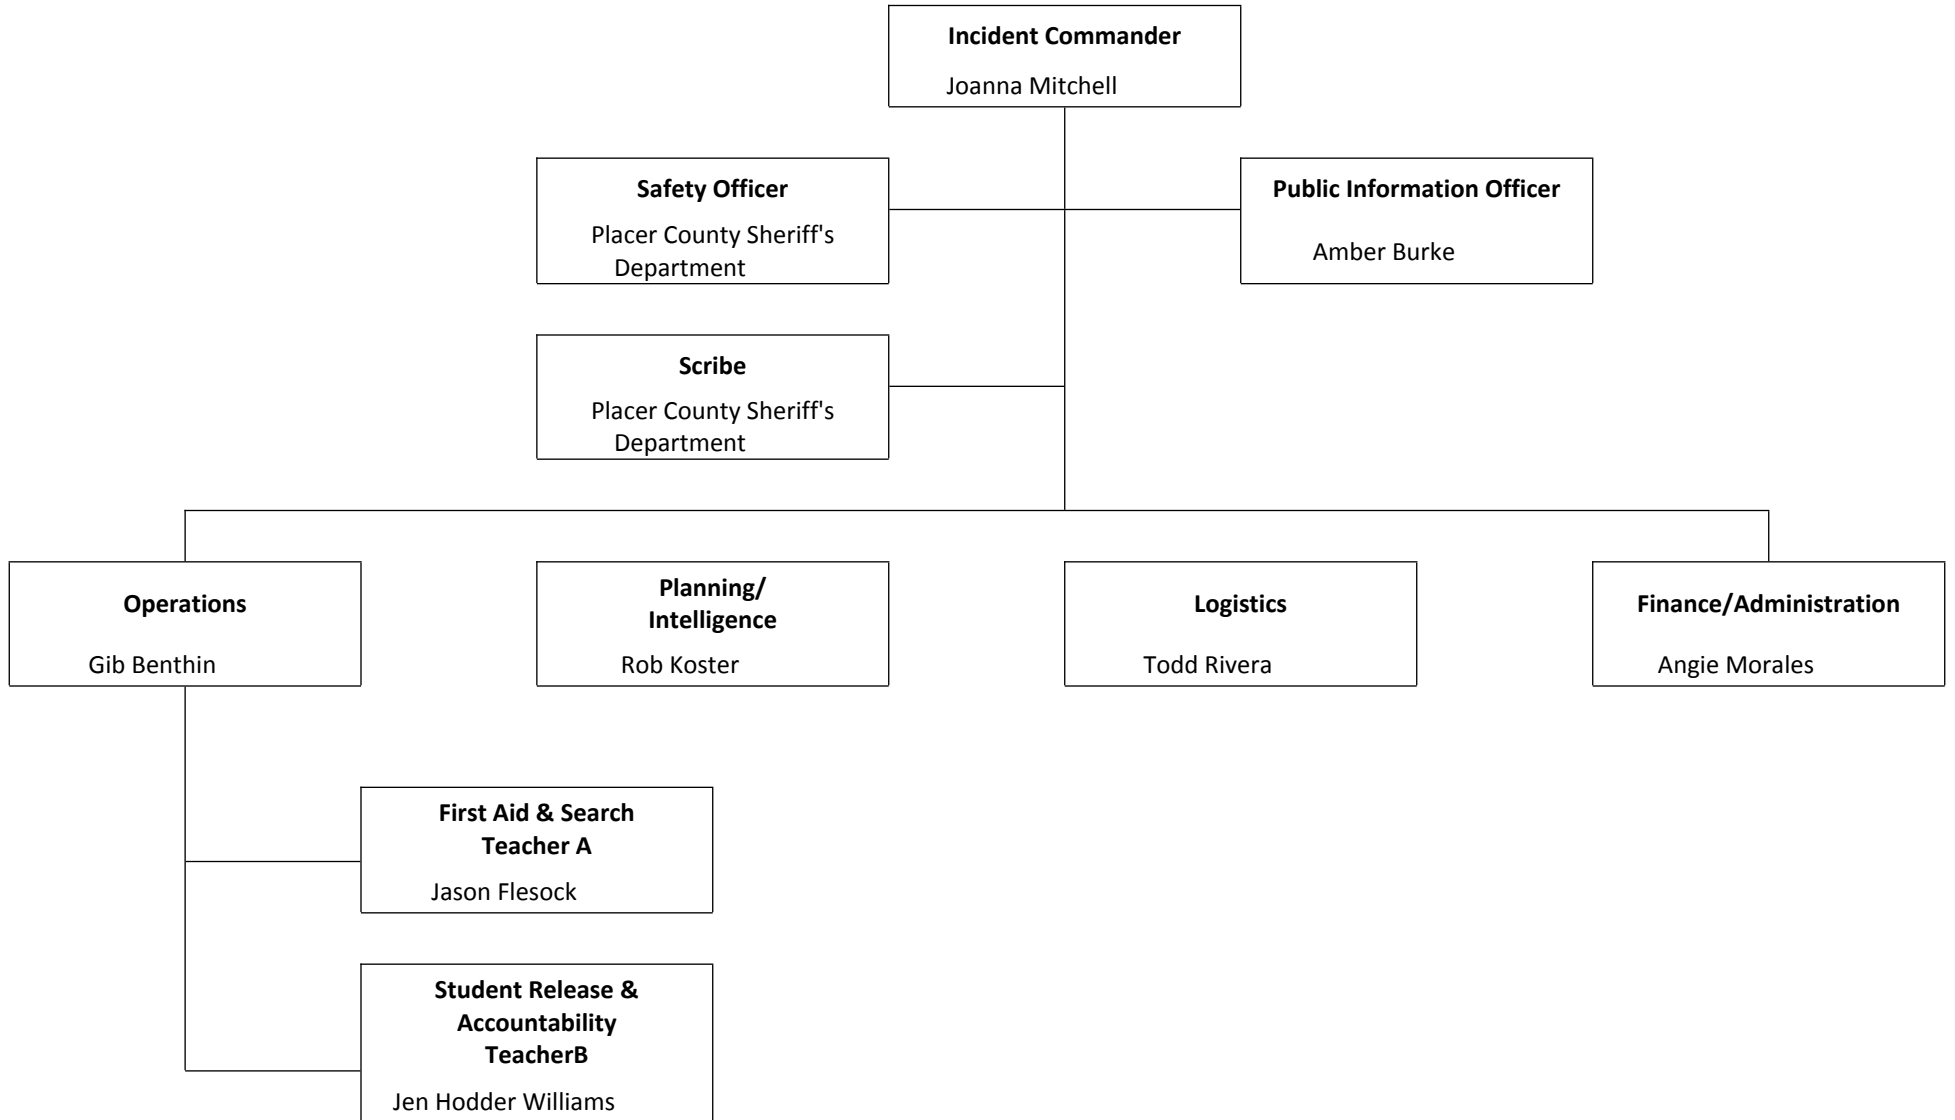 Incident Commander
Joanna Mitchell
Safety Officer
Placer County Sheriff's
Department
Public Information Officer
Amber Burke
Scribe
Placer County Sheriff's
Department
Operations
Gib Benthin
Planning/
Intelligence
Rob Koster
Logistics
Todd Rivera
Finance/Administration
Angie Morales
First Aid & Search
Teacher A
Jason Flesock
Student Release &
Accountability
TeacherB
Jen Hodder Williams